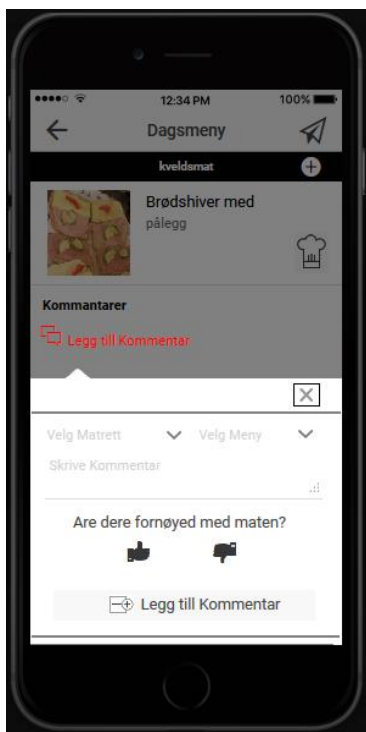 12:34 PM 100%
Dagsmeny
kveldsmat
Brødshiver med
pålegg
Kommantarer
Legg till Kommentar
Velg Matrett Velg Meny
Skrive Kommentar
Are dere fornøyed med maten?
Legg till Kommentar